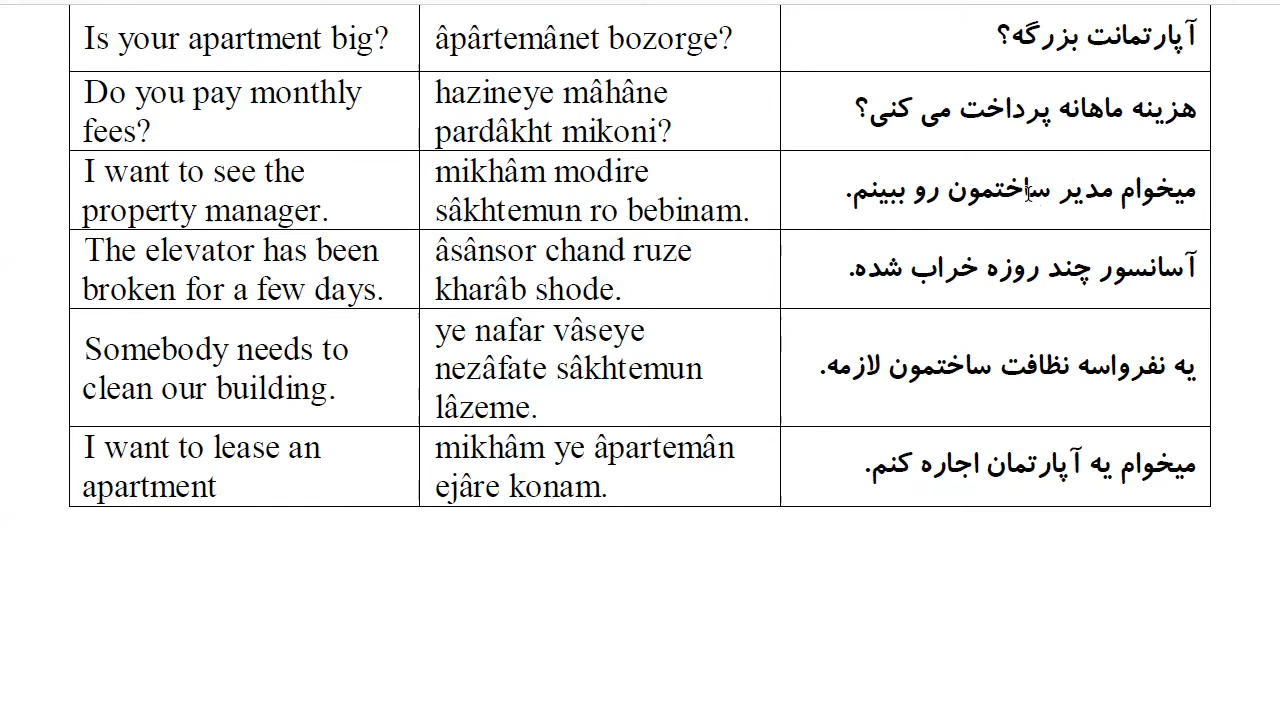 Is your apartment big?
âpârtemânet bozorge?
آپارتمانت بزرگه؟
Do you pay monthly
fees?
hazineye mâhâne
pardâkht mikoni?
هزینه ماهانه پرداخت می کنی؟
I want to see the
property manager.
mikhâm modire
sâkhtemun ro bebinam.
میخوام مدیر ساختمون رو ببینم.
The elevator has been
broken for a few days.
âsânsor chand ruze
kharâb shode.
آسانسور چند روزه خراب شده.
Somebody needs to
clean our building.
ye nafar vâseye
nezâfate sâkhtemun
lâzeme.
یه نفرواسه نظافت ساختمون لازمه.
I want to lease an
apartment
mikhâm ye âpartemân
ejâre konam.
میخوام یه آپارتمان اجاره کنم.